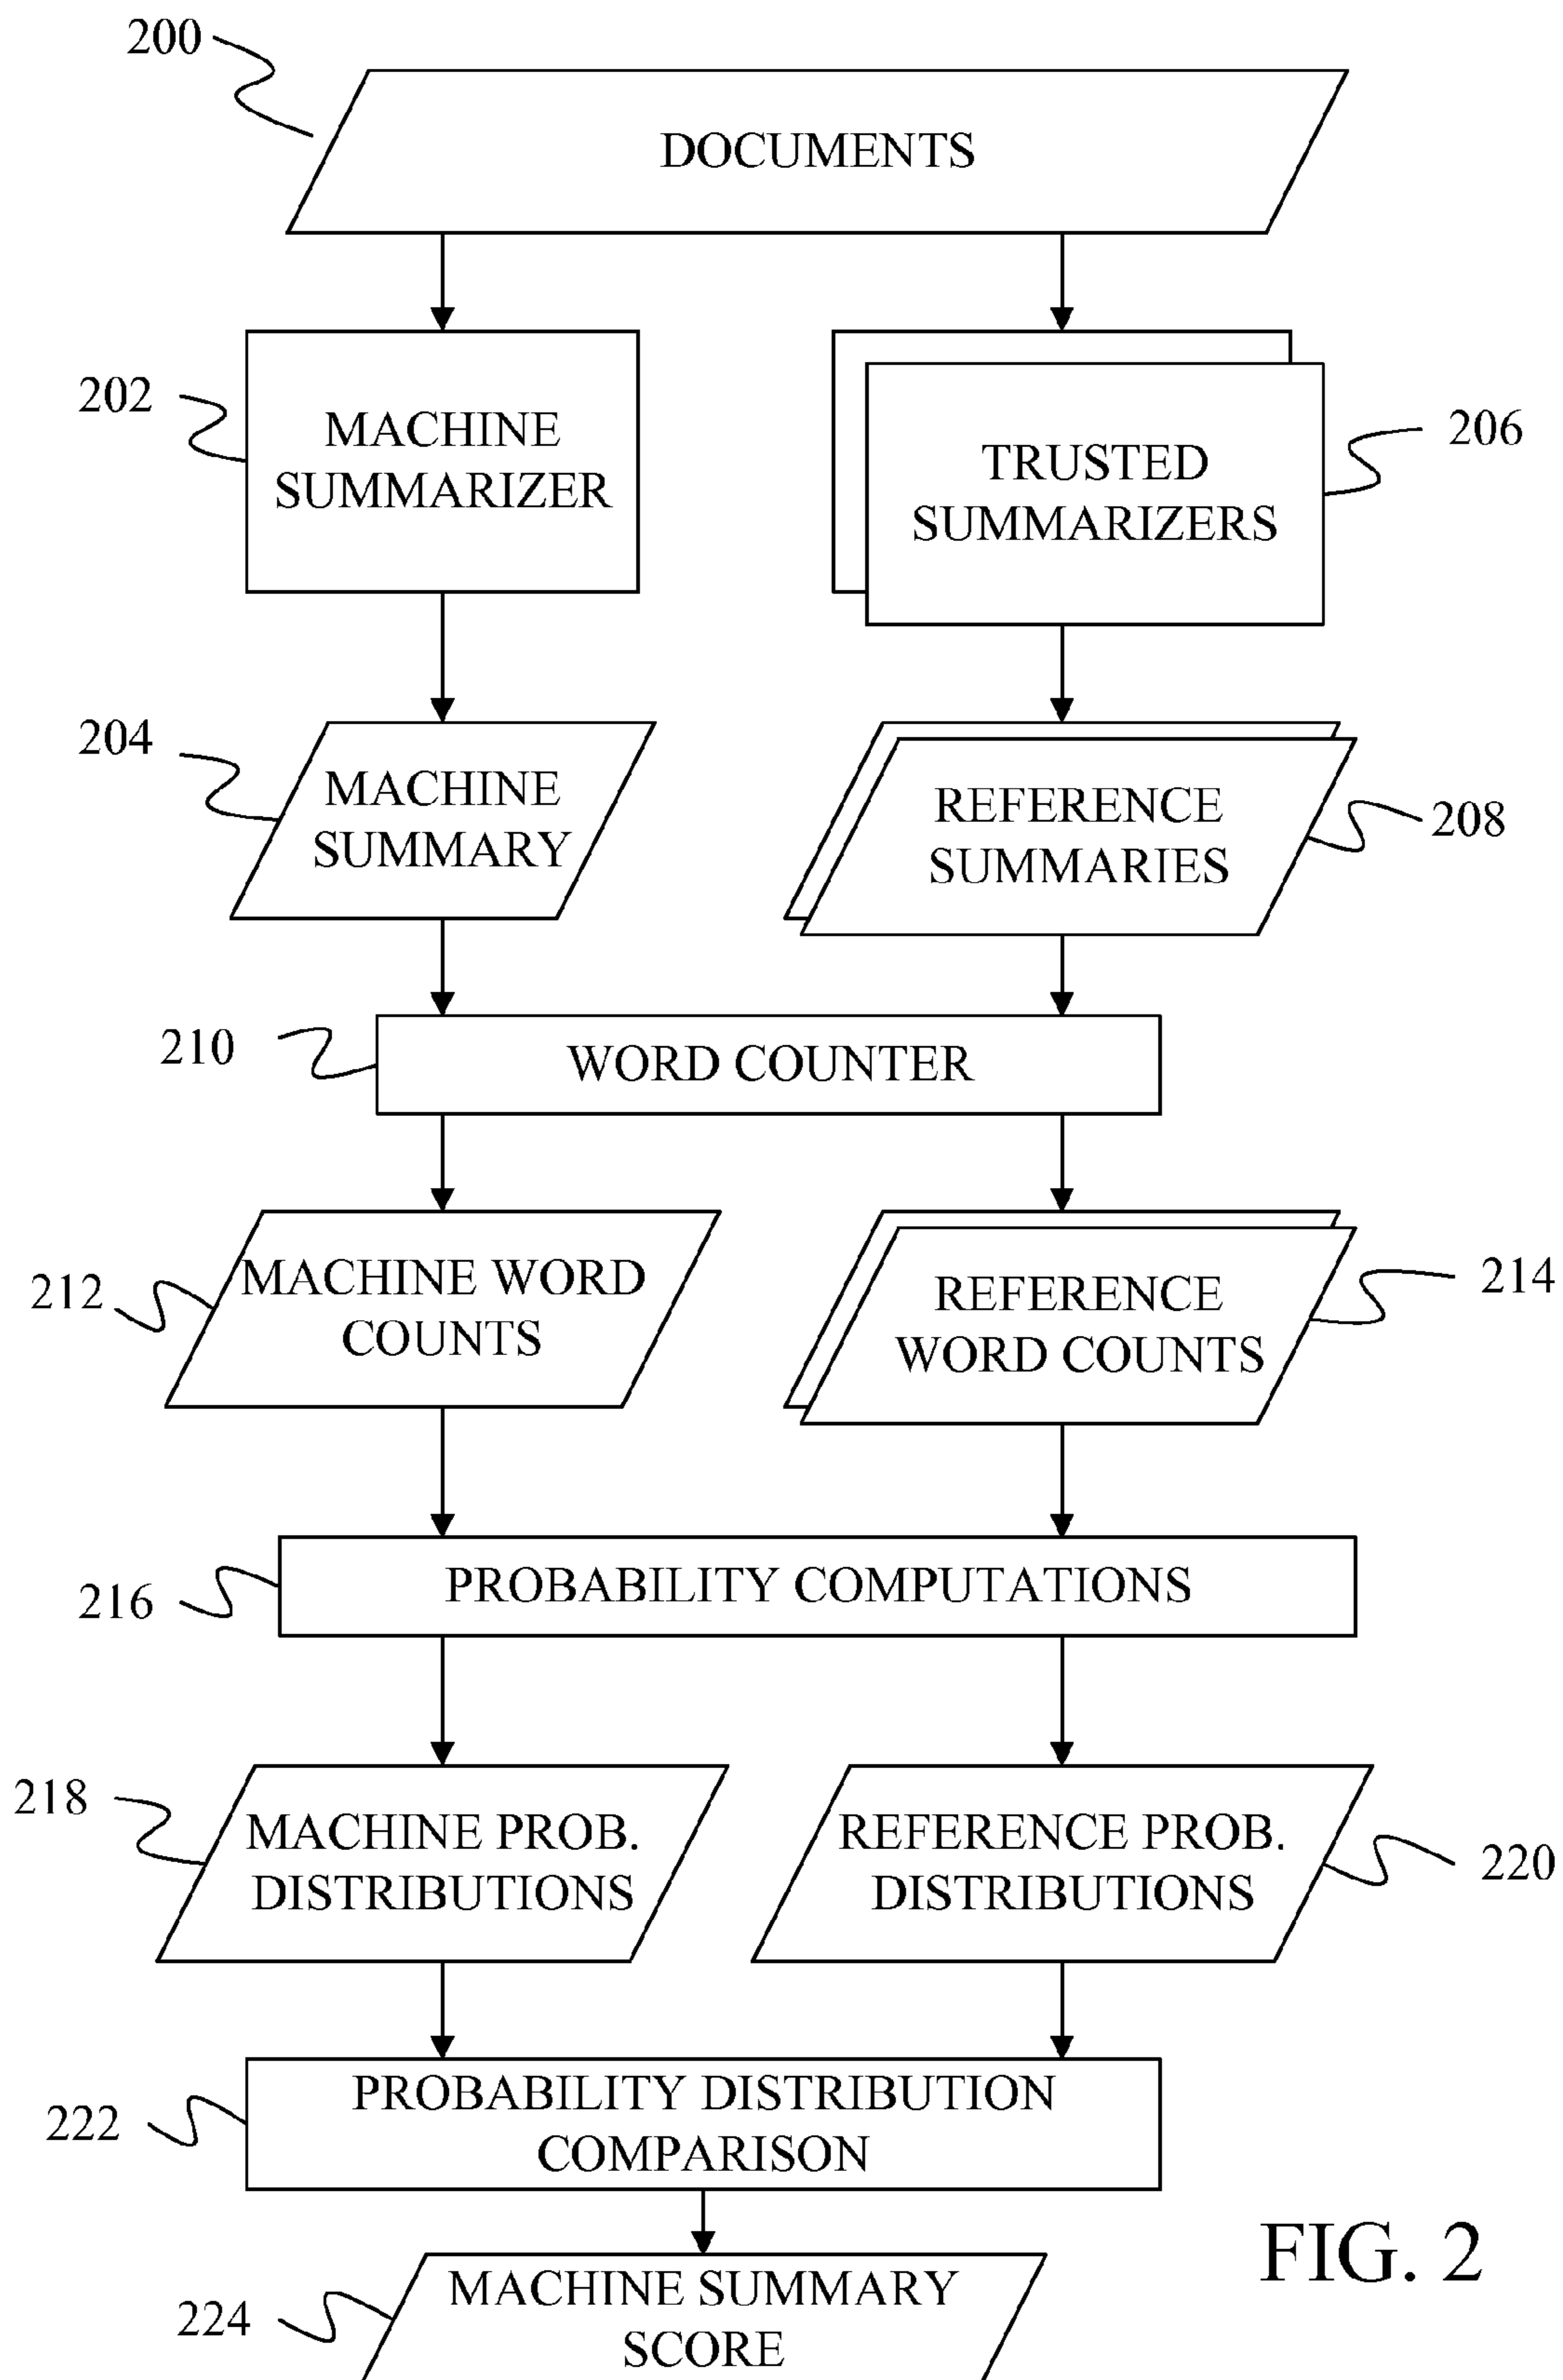 200
DOCUMENTS
202
MACHINE
SUMMARIZER
TRUSTED
SUMMARIZERS
206
204
MACHINE
SUMMARY
REFERENCE
SUMMARIES
208
210
WORD COUNTER
212
MACHINE WORD
COUNTS
REFERENCE
WORD COUNTS
214
216
PROBABILITY COMPUTATIONS
218
MACHINE PROB.
DISTRIBUTIONS
REFERENCE PROB.
DISTRIBUTIONS
220
222
PROBABILITY DISTRIBUTION
COMPARISON
224
MACHINE SUMMARY
SCORE
FIG. 2